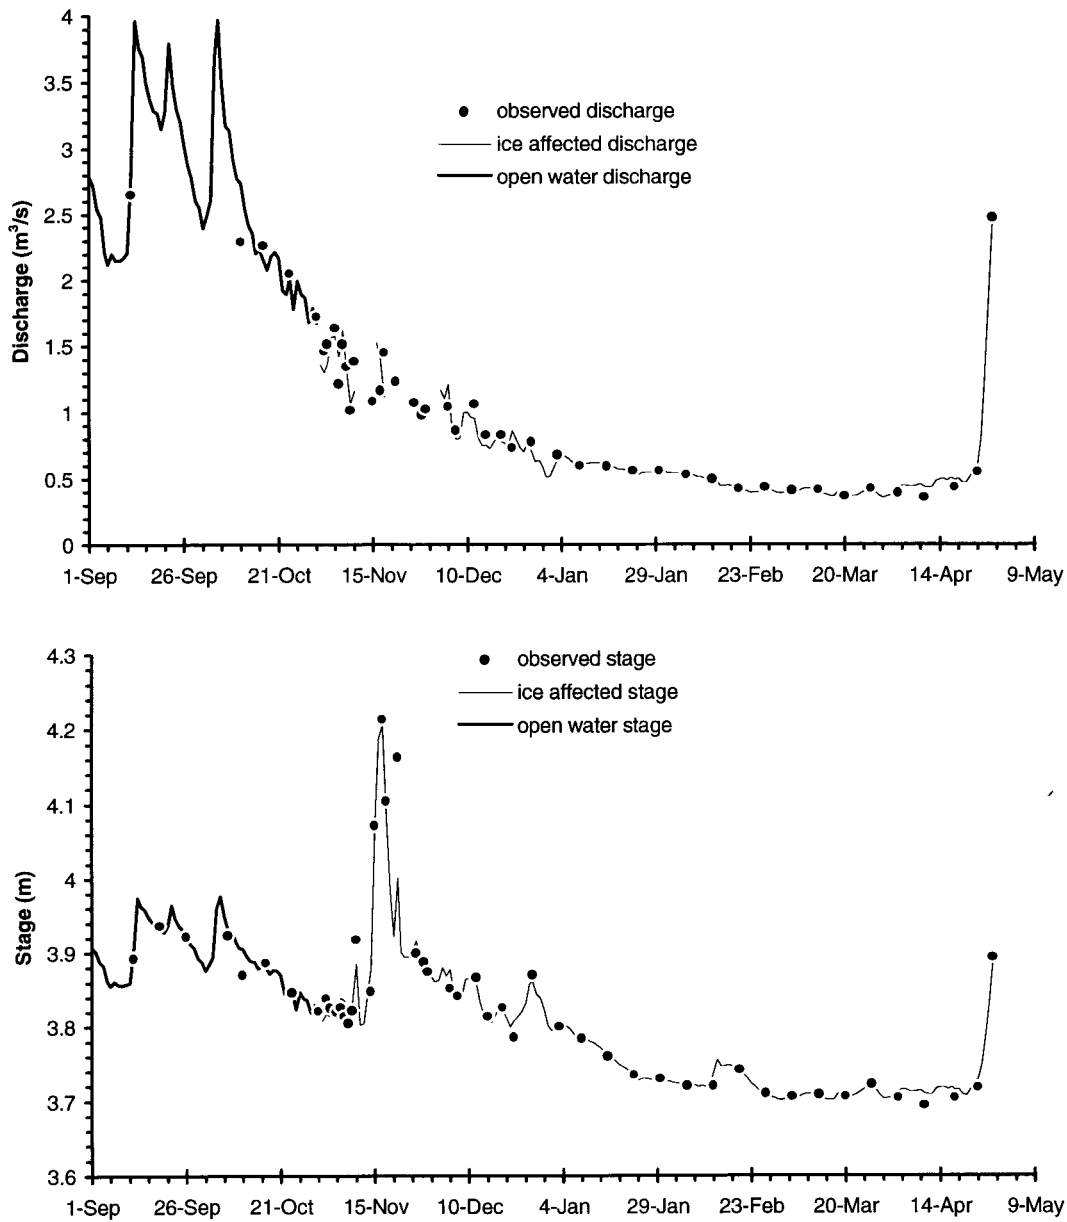 4
3.5
3
2.5
2
1.5
1
0.5
0
Discharge (m³/s)
observed discharge
ice affected discharge
open water discharge
1-Sep 26-Sep 21-Oct 15-Nov 10-Dec 4-Jan 29-Jan 23-Feb 20-Mar 14-Apr 9-May
4.3
4.2
4.1
4
3.9
3.8
3.7
3.6
Stage (m)
observed stage
ice affected stage
open water stage
1-Sep 26-Sep 21-Oct 15-Nov 10-Dec 4-Jan 29-Jan 23-Feb 20-Mar 14-Apr 9-May